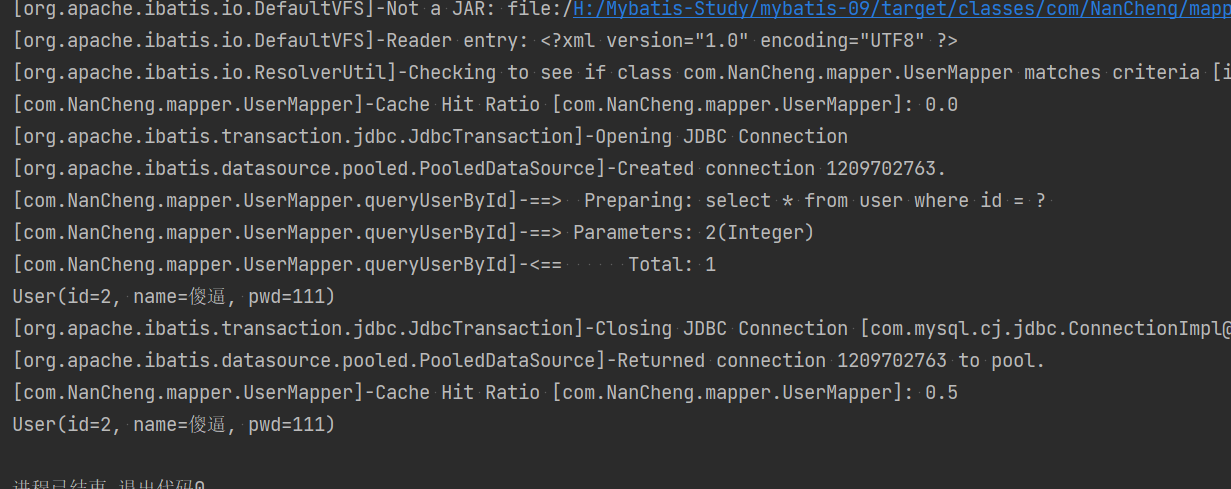 [org.apache.ibatis.io.DefaultVFS]-Not a JAR: file:/H:/Mybatis-Study/mybatis-09/target/classes/com/NanCheng/mapp
[org.apache.ibatis.io.DefaultVFS]-Reader entry: <?xml version="1.0" encoding="UTF8" ?>
[org.apache.ibatis.io.ResolverUtil]-Checking to see if class com.NanCheng.mapper.UserMapper matches criteria [i
[com.NanCheng.mapper.UserMapper]-Cache Hit Ratio [com.NanCheng.mapper.UserMapper]: 0.0
[org.apache.ibatis.transaction.jdbc.JdbcTransaction]-Opening JDBC Connection
[org.apache.ibatis.datasource.pooled.PooledDataSource]-Created connection 1209702763.
[com.NanCheng.mapper.UserMapper.queryUserById]-==>  Preparing: select * from user where id = ?
[com.NanCheng.mapper.UserMapper.queryUserById]-==> Parameters: 2(Integer)
[com.NanCheng.mapper.UserMapper.queryUserById]-<==      Total: 1
User(id=2, name=傻逼, pwd=111)
[org.apache.ibatis.transaction.jdbc.JdbcTransaction]-Closing JDBC Connection [com.mysql.cj.jdbc.ConnectionImpl@
[org.apache.ibatis.datasource.pooled.PooledDataSource]-Returned connection 1209702763 to pool.
[com.NanCheng.mapper.UserMapper]-Cache Hit Ratio [com.NanCheng.mapper.UserMapper]: 0.5
User(id=2, name=傻逼, pwd=111)
进程已结束,退出代码0